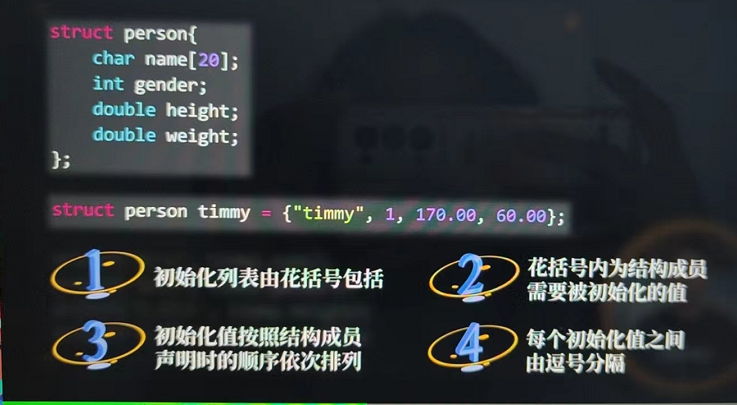 struct person{
char name[20];
int gender;
double height;
double weight;
};
struct person timmy = {"timmy", 1, 170.00, 60.00};
1 初始化列表由花括号包括
2 花括号内为结构成员
需要被初始化的值
3 初始化值按照结构成员
声明时的顺序依次排列
4 每个初始化值之间
由逗号分隔